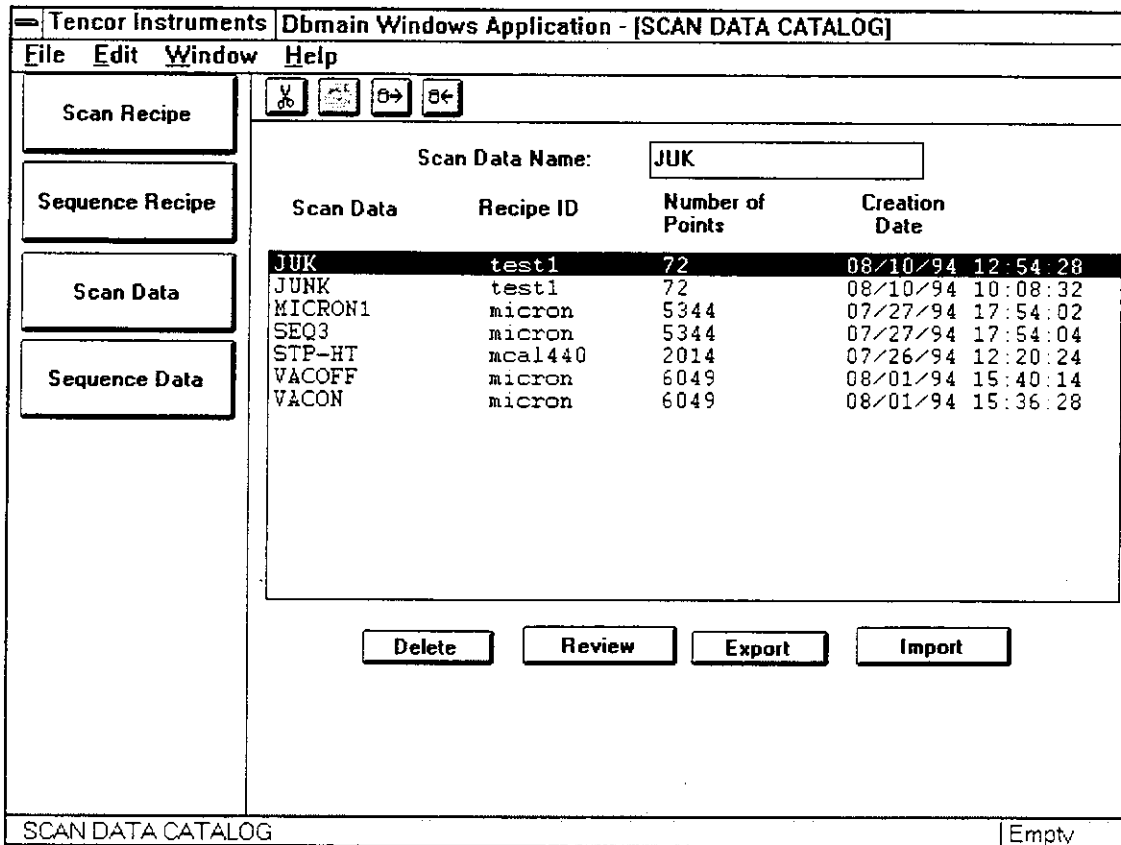 Tencor Instruments Dbmain Windows Application - [SCAN DATA CATALOG]
File Edit Window Help
Scan Recipe
Sequence Recipe
Scan Data
Sequence Data
Scan Data Name: JUK
Scan Data Recipe ID Number of Points Creation Date
JUK test1 72 08/10/94 12:54:28
JUNK test1 72 08/10/94 10:08:32
MICRON1 micron 5344 07/27/94 17:54:02
SEQ3 micron 5344 07/27/94 17:54:04
STP-HT mcal440 2014 07/26/94 12:20:24
VACOFF micron 6049 08/01/94 15:40:14
VACON micron 6049 08/01/94 15:36:28
Delete Review Export Import
SCAN DATA CATALOG Empty